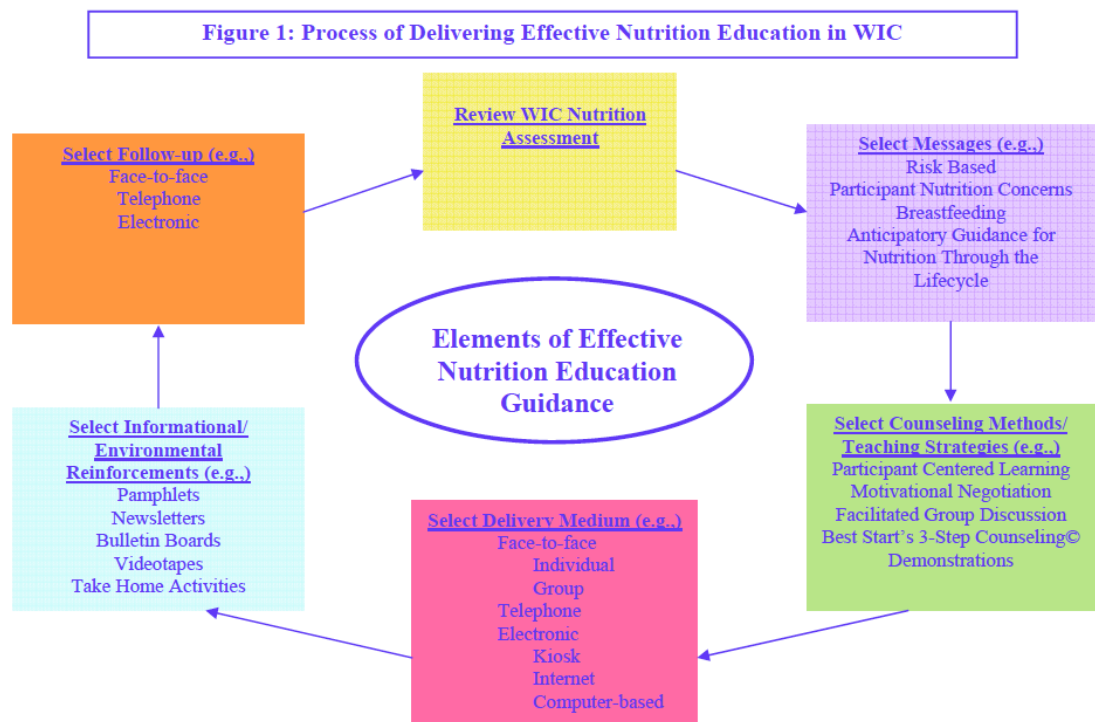 Figure 1: Process of Delivering Effective Nutrition Education in WIC
Review WIC Nutrition
Assessment
Select Messages (e.g.,)
Risk Based
Participant Nutrition Concerns
Breastfeeding
Anticipatory Guidance for
Nutrition Through the
Lifecycle
Select Counseling Methods/
Teaching Strategies (e.g.,)
Participant Centered Learning
Motivational Negotiation
Facilitated Group Discussion
Best Start’s 3-Step Counseling©
Demonstrations
Select Delivery Medium (e.g.,)
Face-to-face
Individual
Group
Telephone
Electronic
Kiosk
Internet
Computer-based
Select Informational/
Environmental
Reinforcements (e.g.,)
Pamphlets
Newsletters
Bulletin Boards
Videotapes
Take Home Activities
Select Follow-up (e.g.,)
Face-to-face
Telephone
Electronic
Elements of Effective
Nutrition Education
Guidance